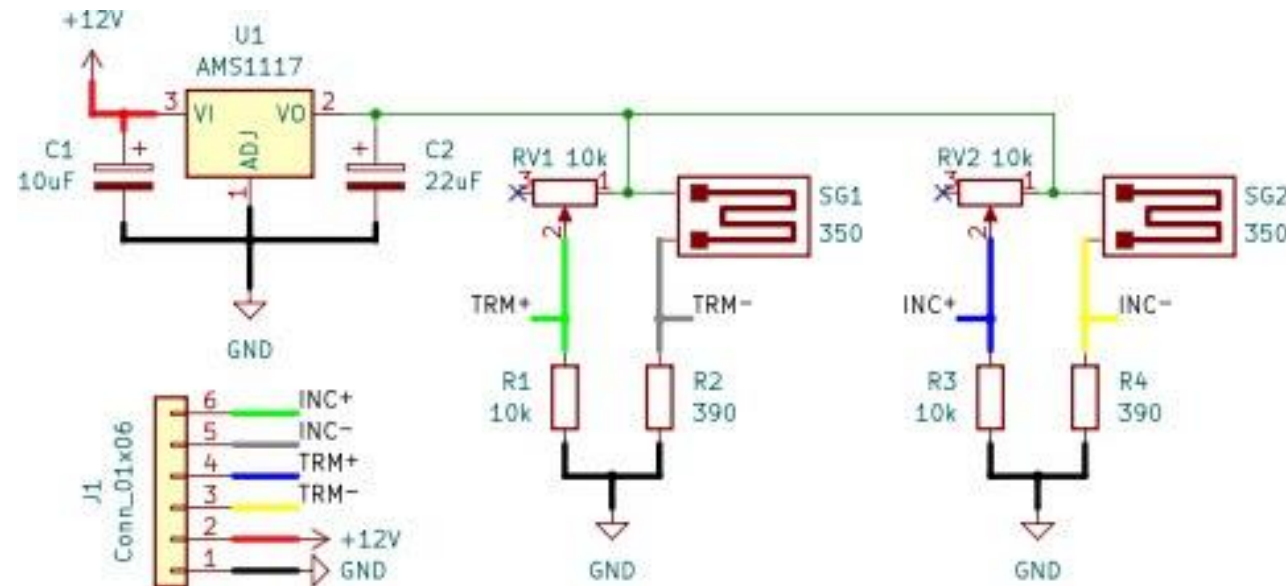 +12V
U1
AMS1117
3 VI VO 2
ADJ
1
C1
10uF
+
+
C2
22uF
GND
RV1 10k
3 1
2
SG1
350
TRM+
TRM-
R1
10k
R2
390
GND
RV2 10k
3 1
2
SG2
350
INC+
INC-
R3
10k
R4
390
GND
J1
Conn_01x06
6 INC+
5 INC-
4 TRM+
3 TRM-
2 +12V
1 GND